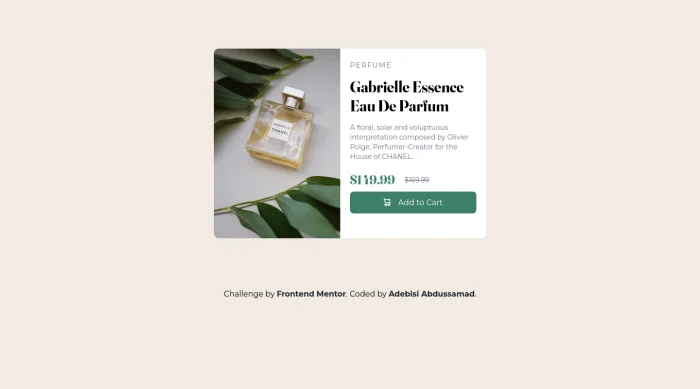 GABRIELLE
CHANEL
PERFUME
Gabrielle Essence
Eau De Parfum
A floral, solar and voluptuous
interpretation composed by Olivier
Polge, Perfumer-Creator for the
House of CHANEL.
$149.99 $169.99
Add to Cart
Challenge by Frontend Mentor. Coded by Adebisi Abdussamad.